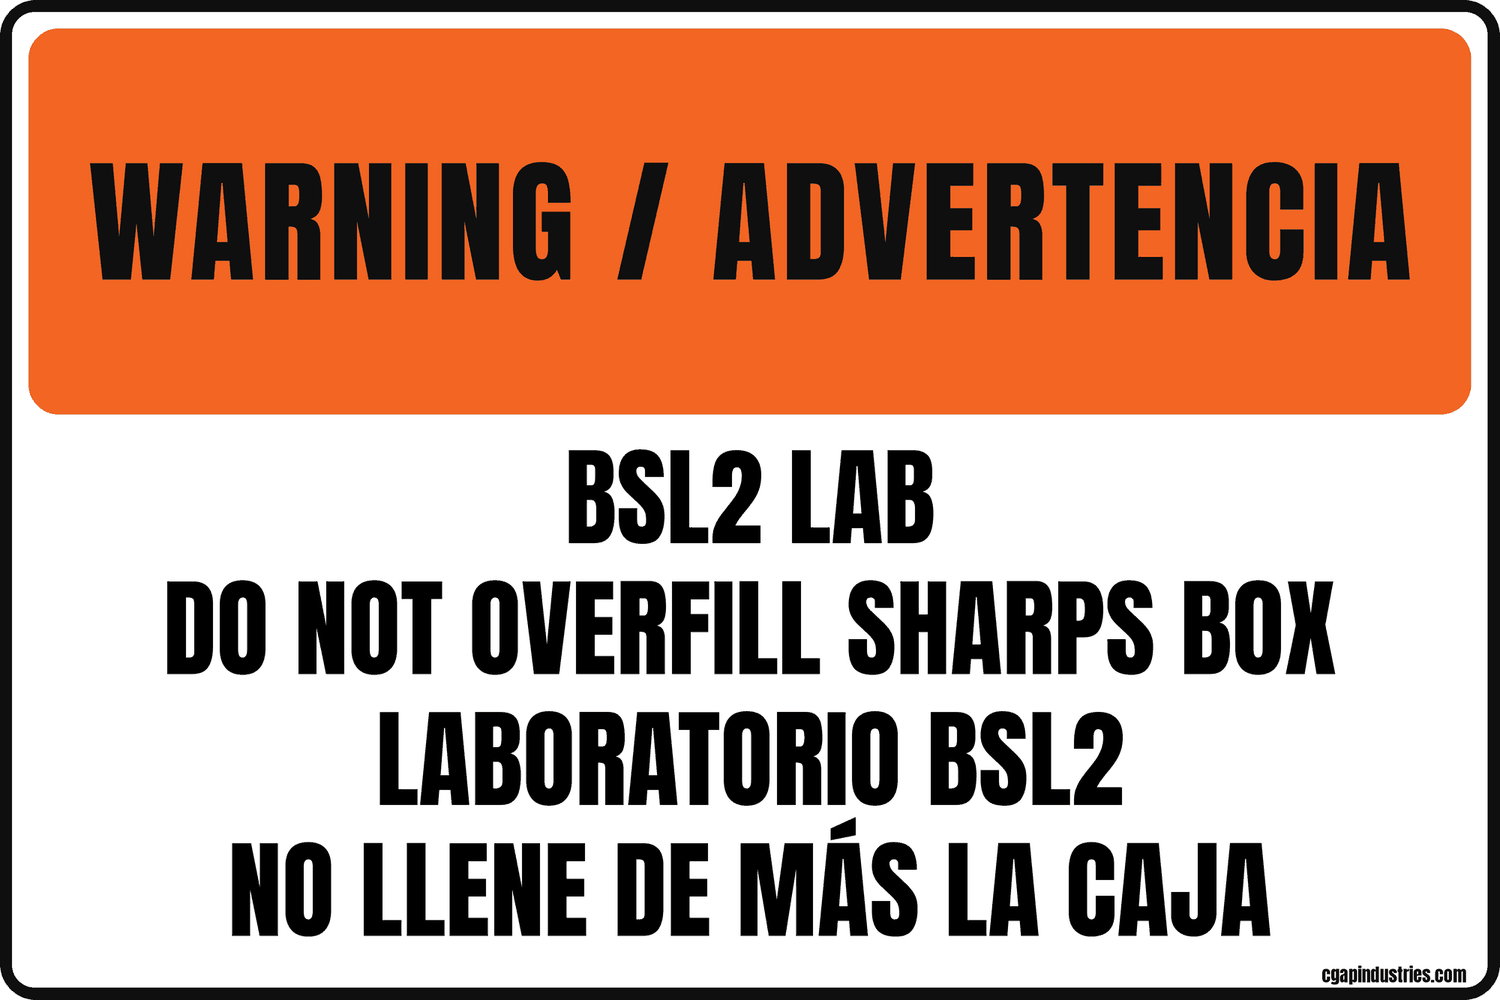 WARNING / ADVERTENCIA
BSL2 LAB
DO NOT OVERFILL SHARPS BOX
LABORATORIO BSL2
NO LLENE DE MÁS LA CAJA
cgapindustries.com